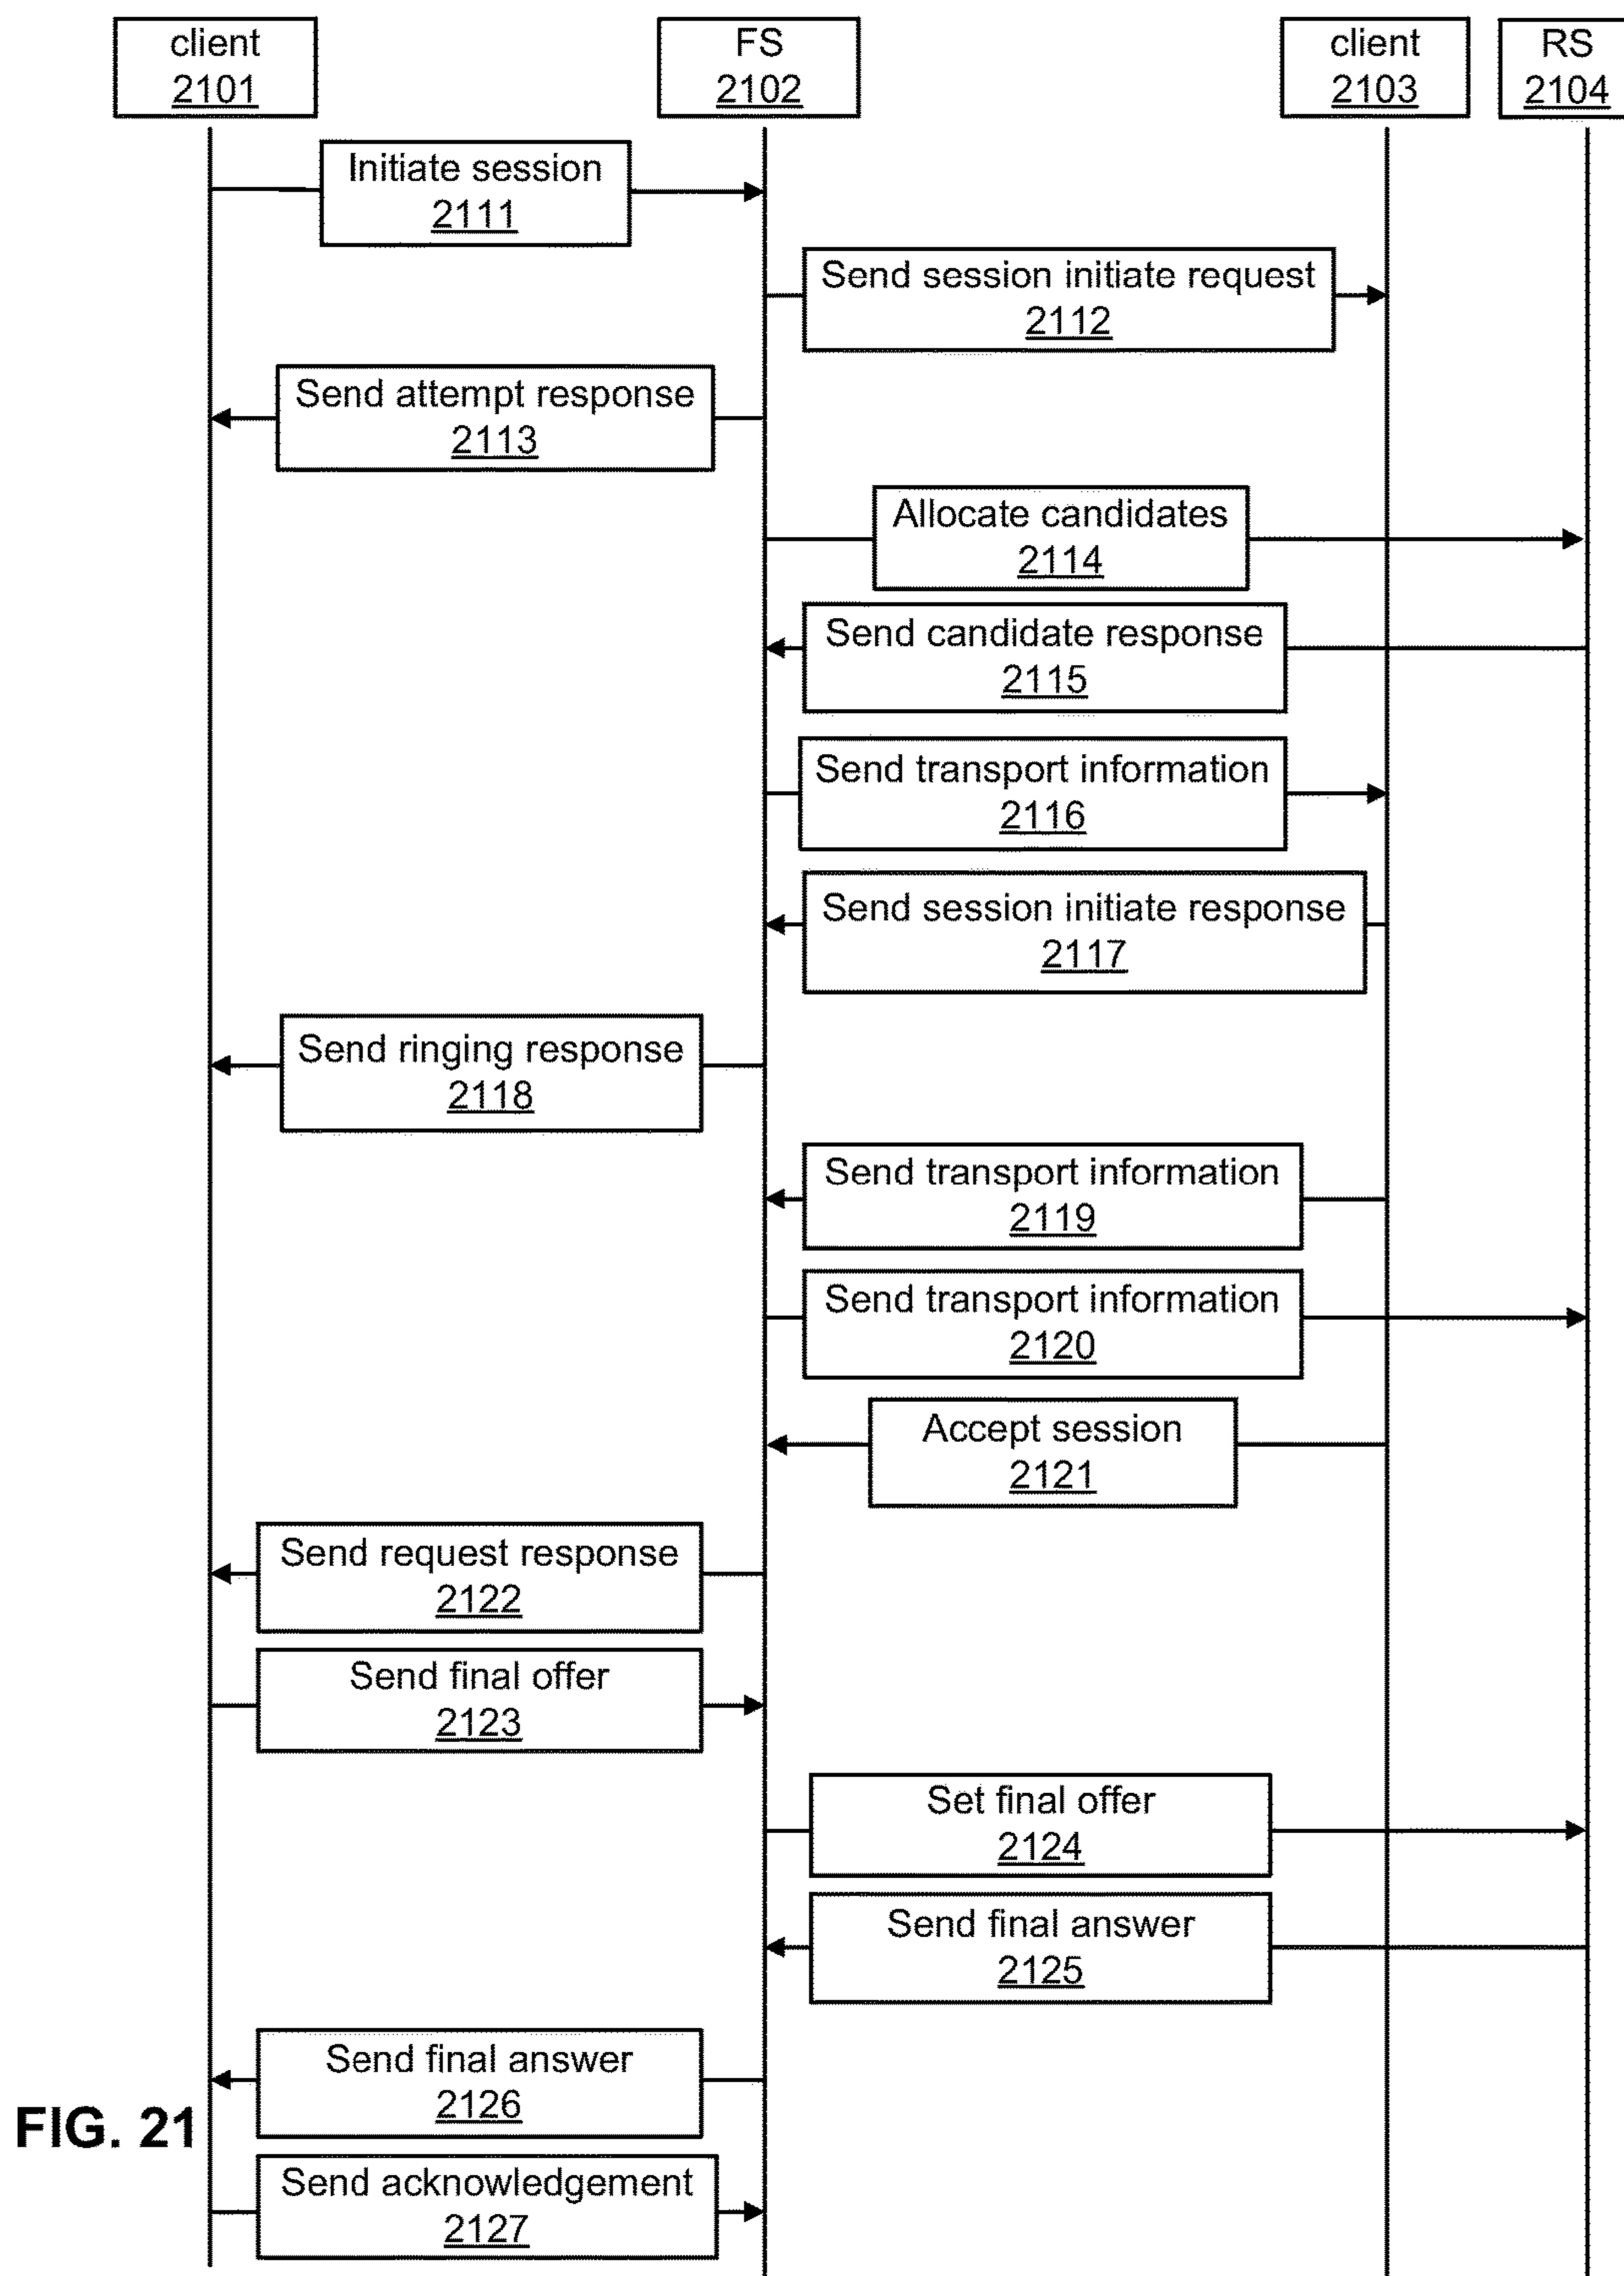 client
2101
FS
2102
client
2103
RS
2104
Initiate session
2111
Send session initiate request
2112
Send attempt response
2113
Allocate candidates
2114
Send candidate response
2115
Send transport information
2116
Send session initiate response
2117
Send ringing response
2118
Send transport information
2119
Send transport information
2120
Accept session
2121
Send request response
2122
Send final offer
2123
Set final offer
2124
Send final answer
2125
Send final answer
2126
FIG. 21
Send acknowledgement
2127